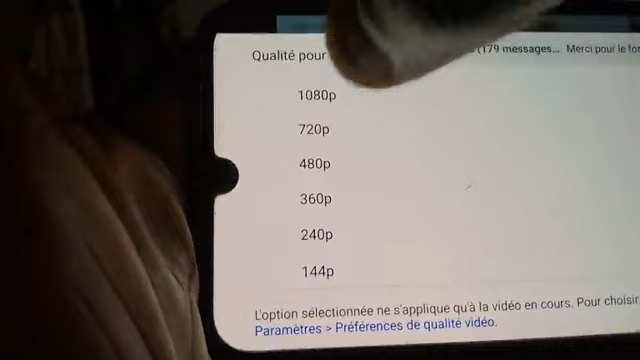 Qualité pour
(179 messages... Merci pour le for
1080p
720p
480p
360p
240p
144p
L'option sélectionnée ne s'applique qu'à la vidéo en cours. Pour choisir
Paramètres > Préférences de qualité vidéo.